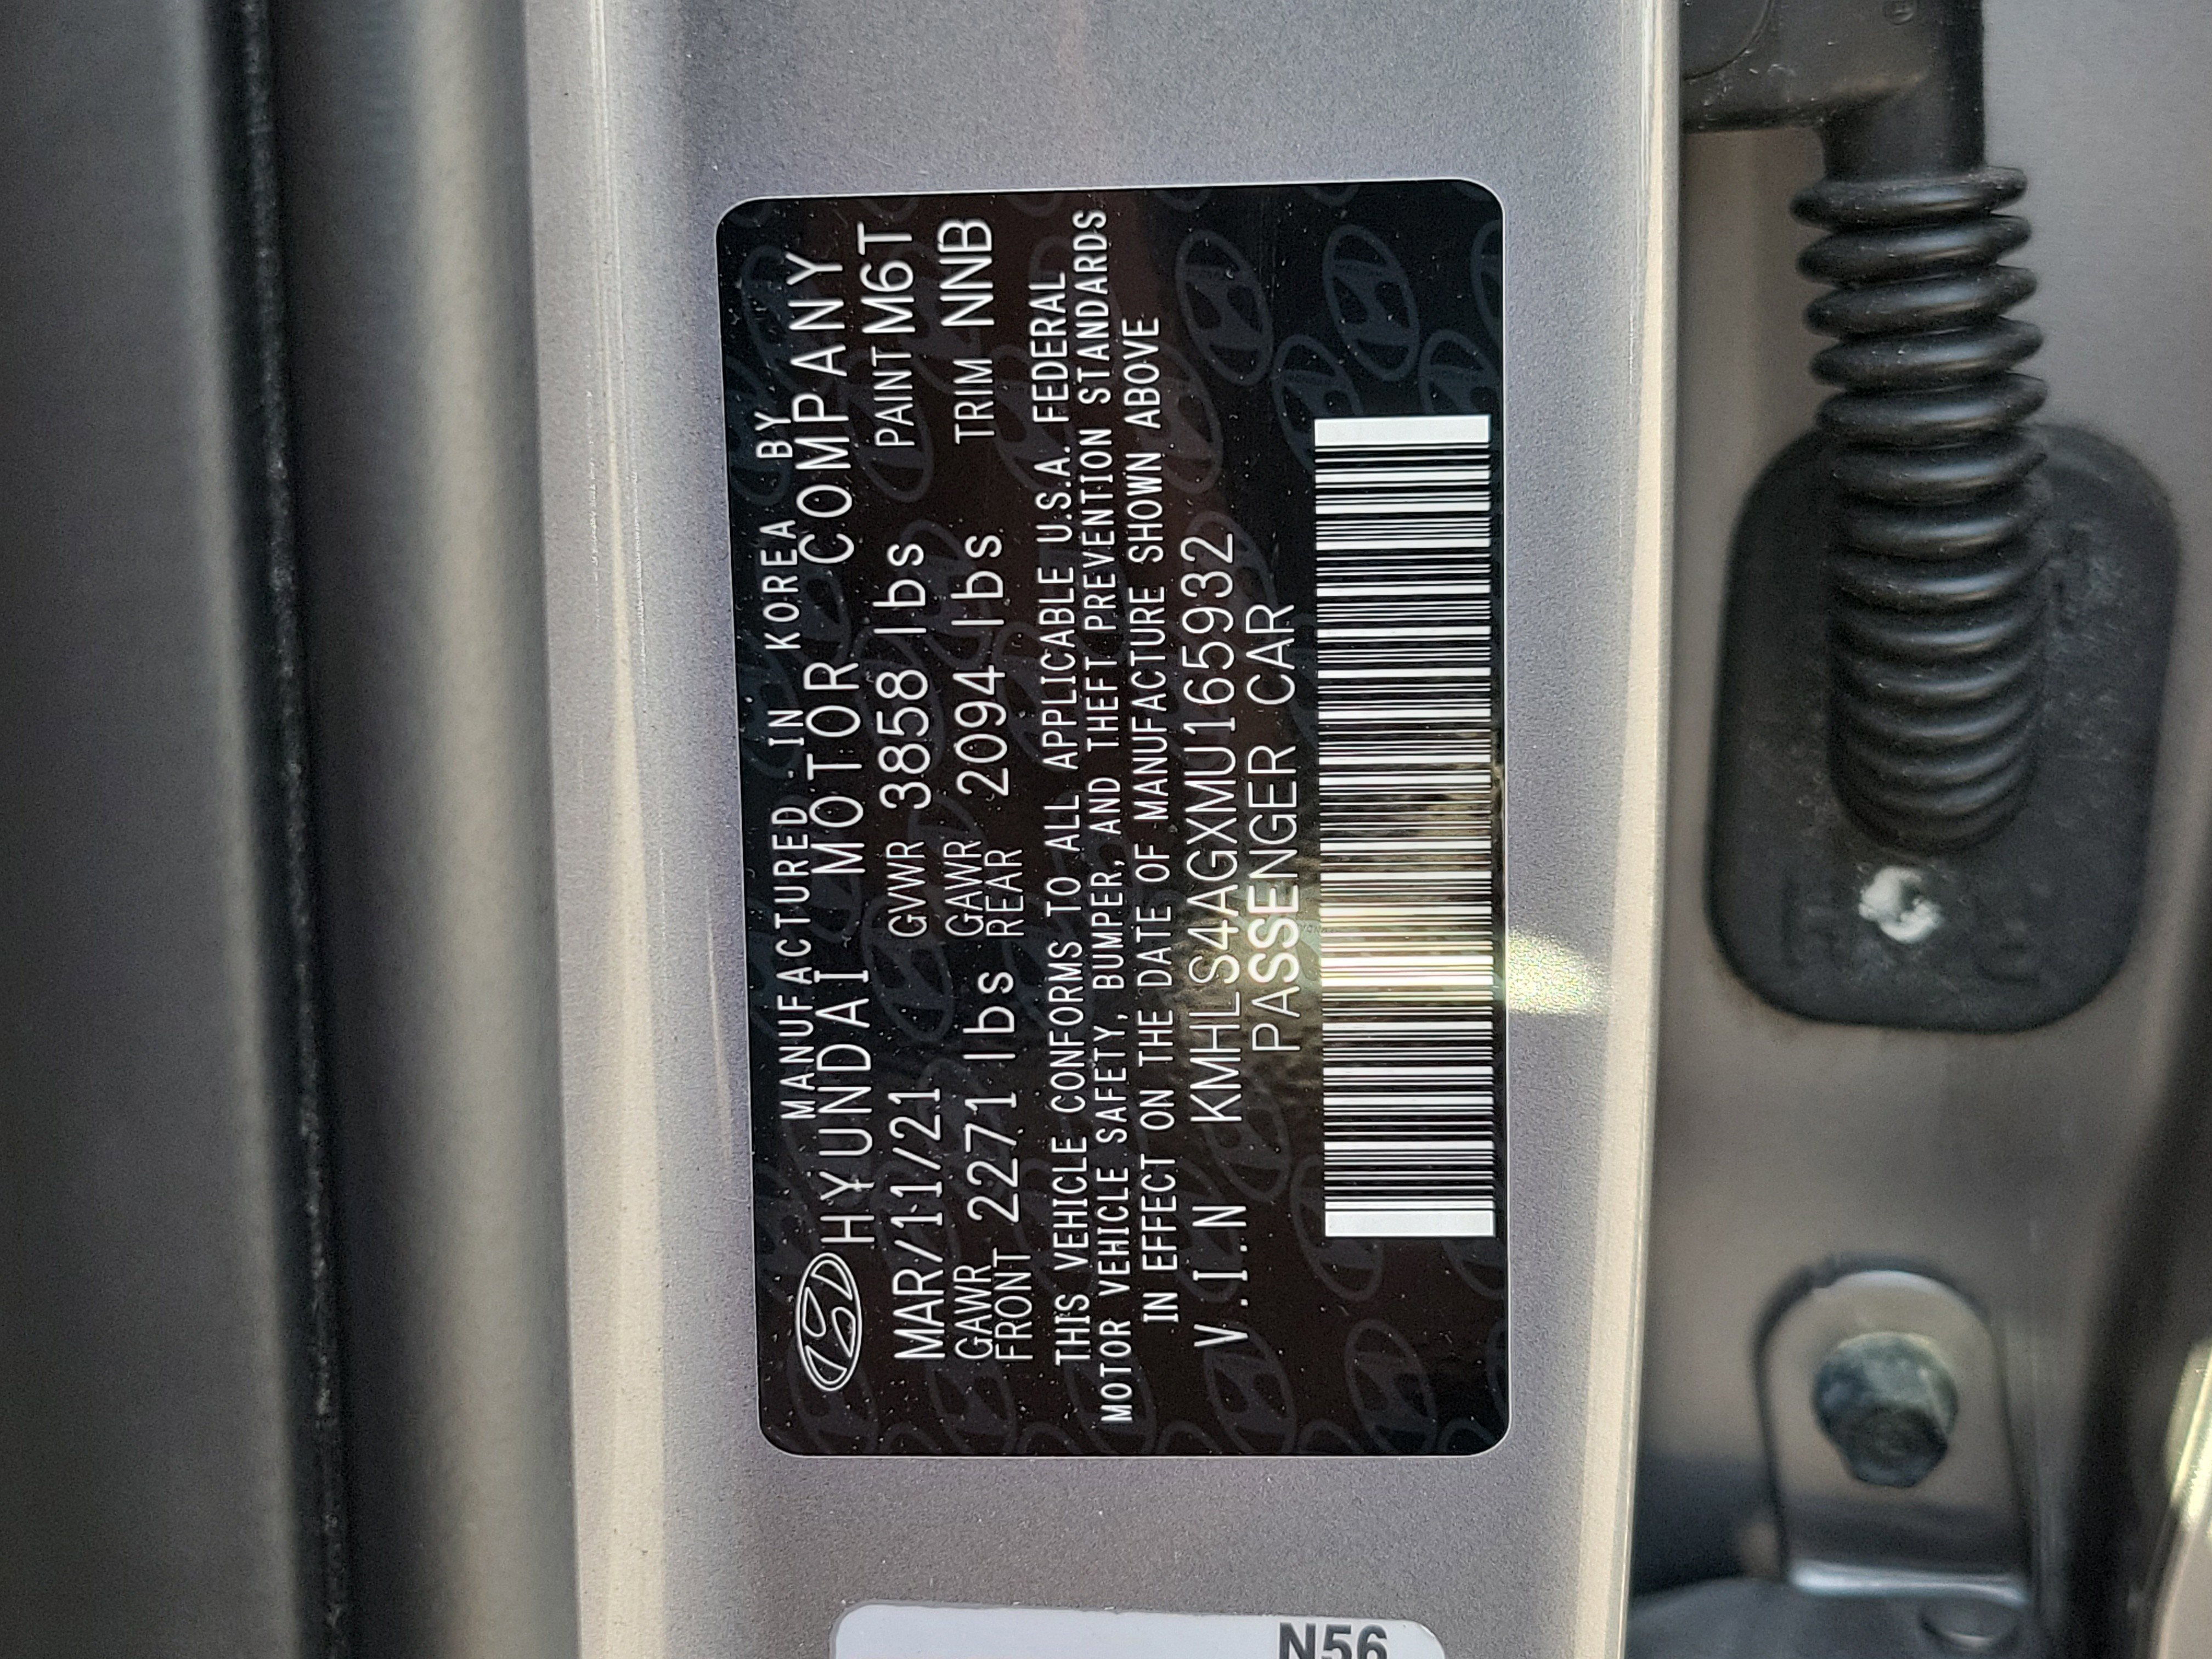 MANUFACTURED IN KOREA BY
HYUNDAI MOTOR COMPANY
MAR/11/21 GVWR 3858 lbs PAINT M6T
GAWR FRONT 2271 lbs GAWR REAR 2094 lbs TRIM NNB
THIS VEHICLE CONFORMS TO ALL APPLICABLE U.S.A. FEDERAL
MOTOR VEHICLE SAFETY, BUMPER, AND THEFT PREVENTION STANDARDS
IN EFFECT ON THE DATE OF MANUFACTURE SHOWN ABOVE
V.I.N KMHLS4AGXMU165932
PASSENGER CAR
N56